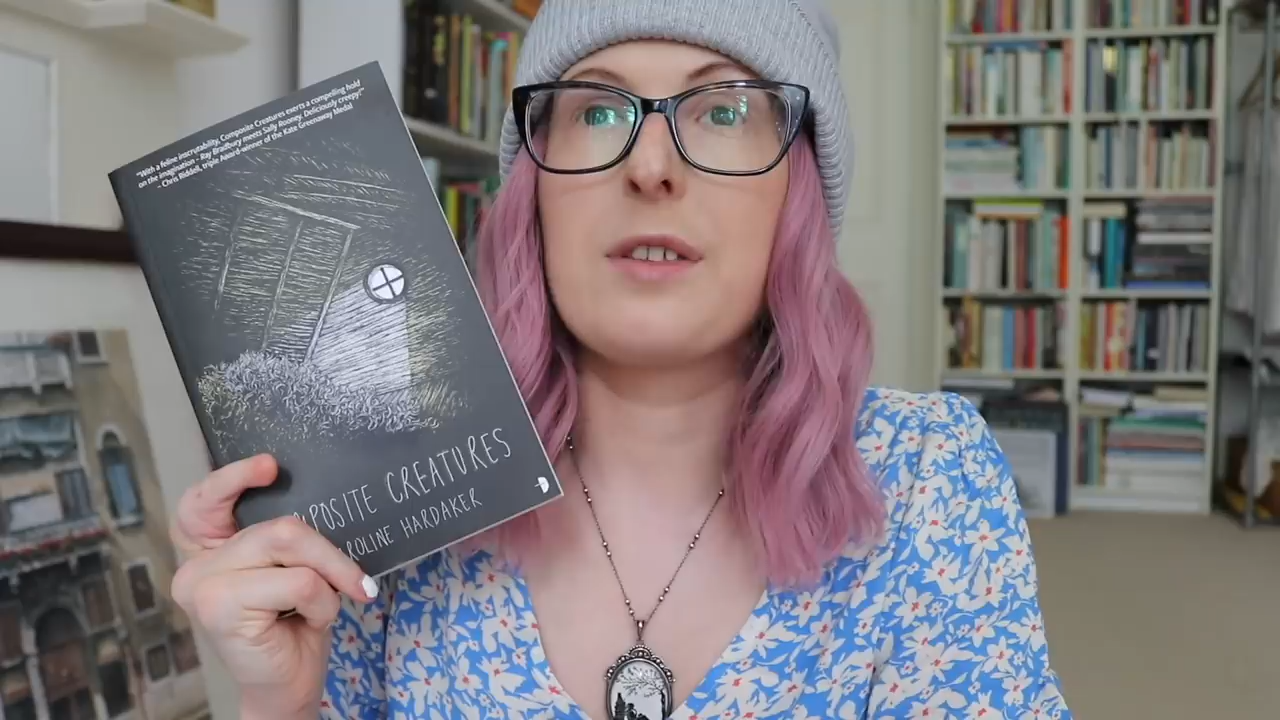 "With a feline inscrutability, Composite Creatures exerts a compelling hold
on the imagination - Ray Bradbury meets Sally Rooney. Deliciously creepy!"
- Chris Riddell, triple Award-winner of the Kate Greenaway Medal
POSITE CREATURES
ROLINE HARDAKER